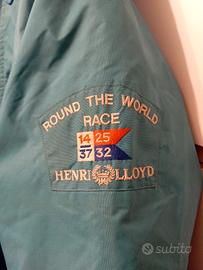 ROUND THE WORLD
RACE
14 25
37 32
HENRI LLOYD
subito